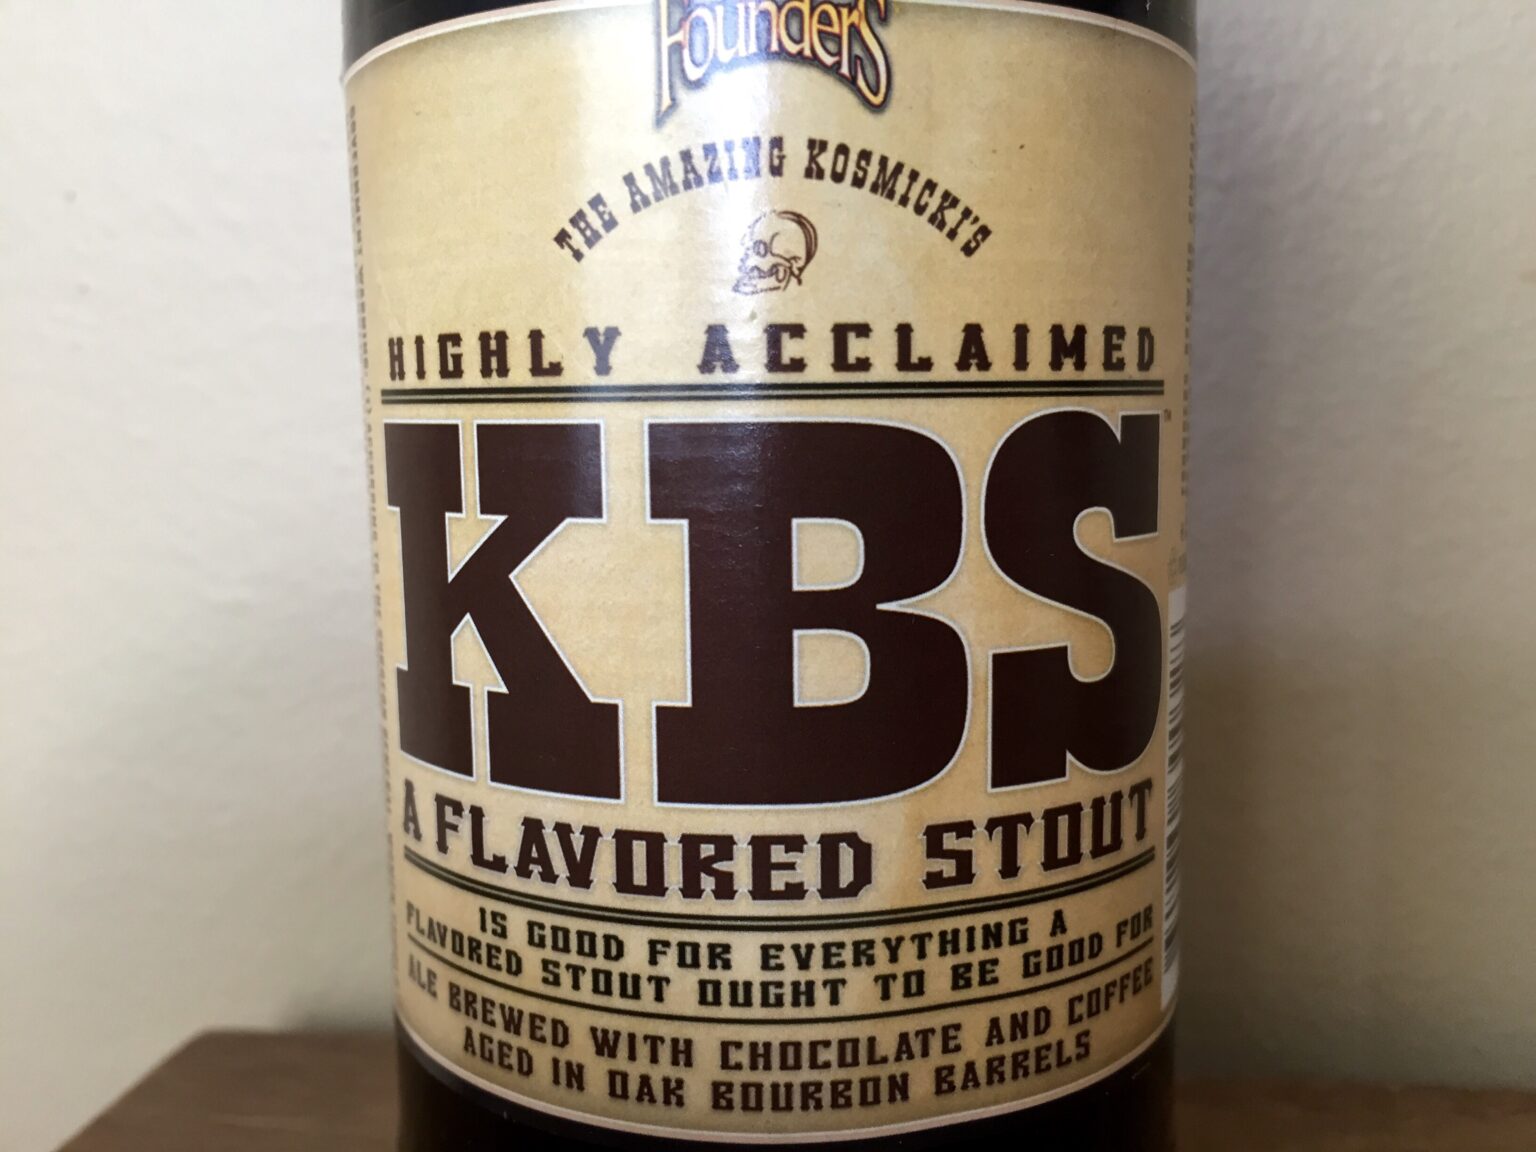 Founders
THE AMAZING KOSMICKI'S
HIGHLY ACCLAIMED
KBS™
A FLAVORED STOUT
IS GOOD FOR EVERYTHING A
FLAVORED STOUT OUGHT TO BE GOOD FOR
ALE BREWED WITH CHOCOLATE AND COFFEE
AGED IN OAK BOURBON BARRELS